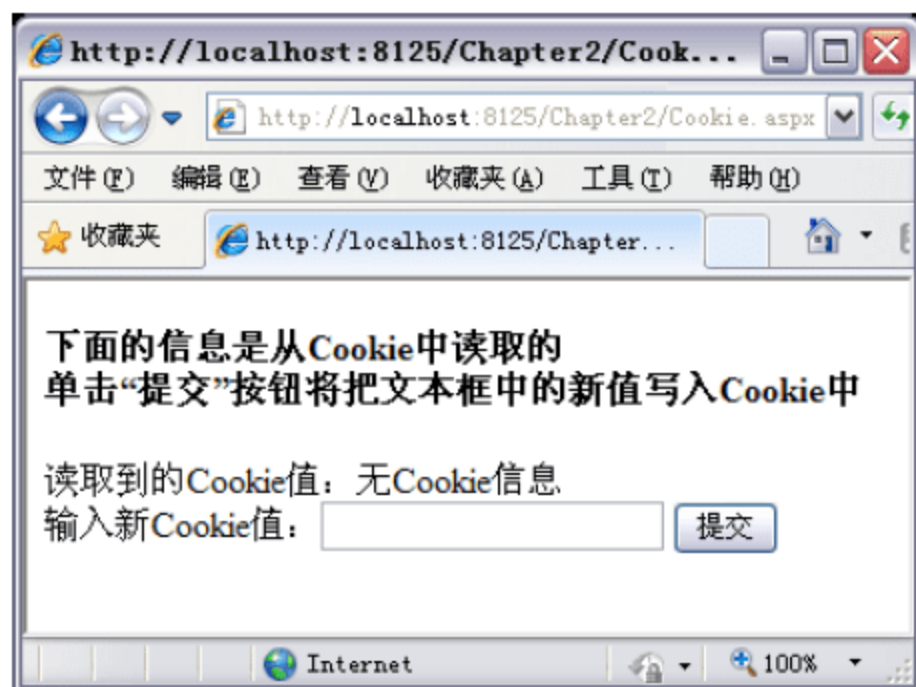 http://localhost:8125/Chapter2/Cook...
http://localhost:8125/Chapter2/Cookie.aspx
文件(F) 编辑(E) 查看(V) 收藏夹(A) 工具(T) 帮助(H)
收藏夹 http://localhost:8125/Chapter...
下面的信息是从Cookie中读取的
单击“提交”按钮将把文本框中的新值写入Cookie中
读取到的Cookie值：无Cookie信息
输入新Cookie值： 提交
Internet 100%